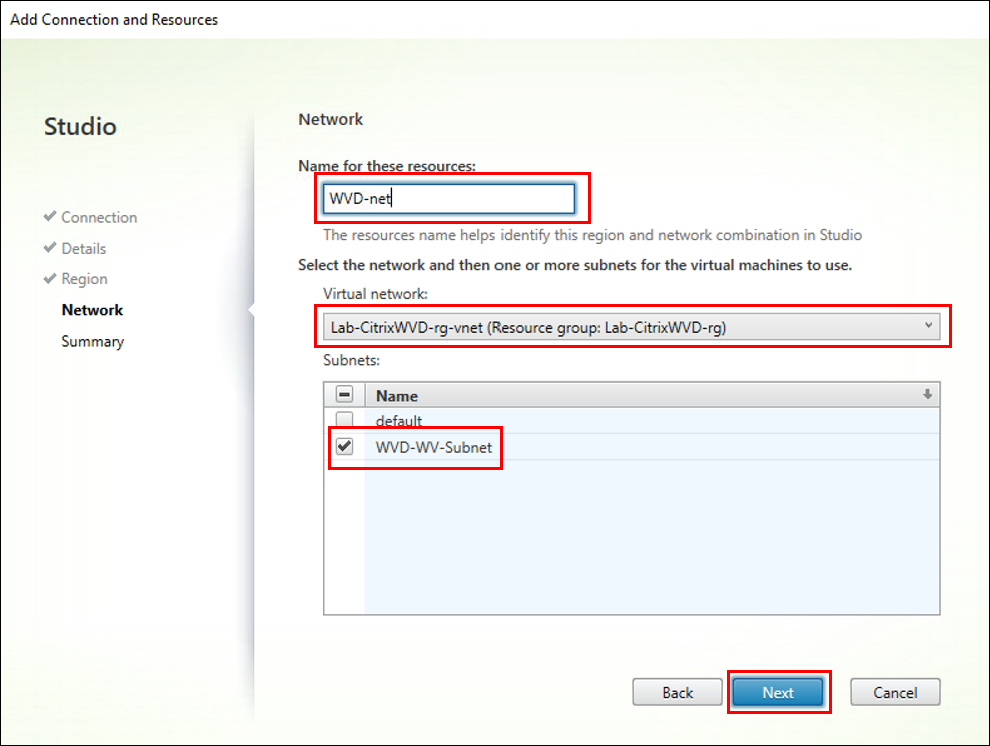 Add Connection and Resources
Studio
Connection
Details
Region
Network
Summary
Network
Name for these resources:
WVD-net
The resources name helps identify this region and network combination in Studio
Select the network and then one or more subnets for the virtual machines to use.
Virtual network:
Lab-CitrixWVD-rg-vnet (Resource group: Lab-CitrixWVD-rg)
Subnets:
Name
default
WVD-WV-Subnet
Back Next Cancel